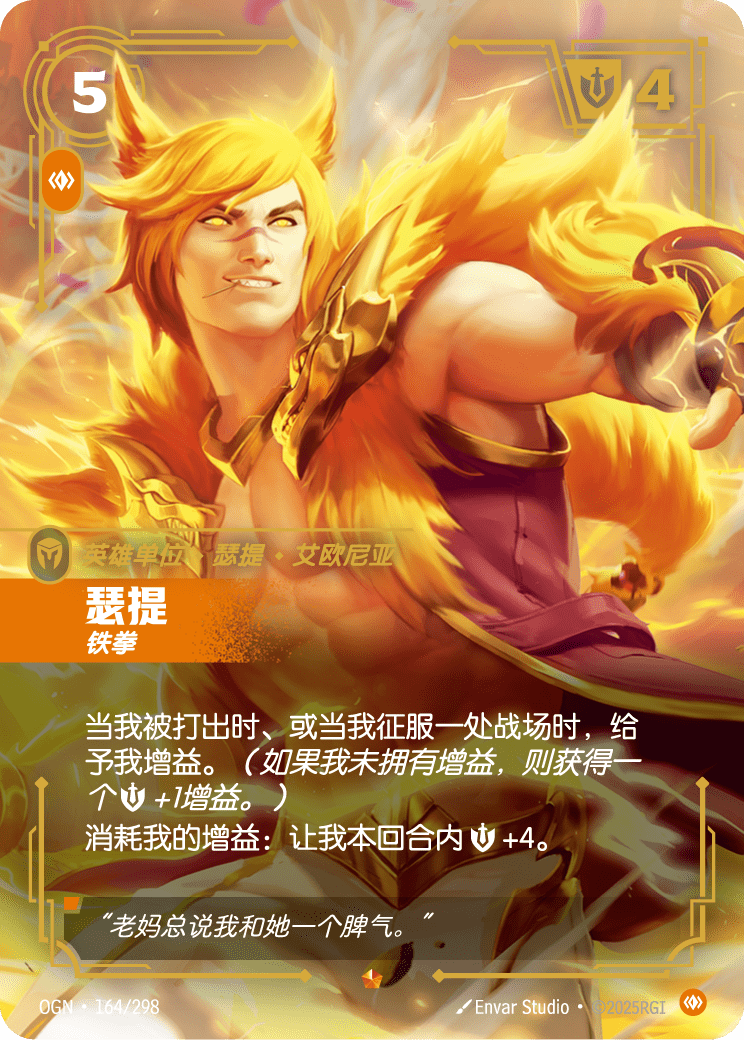 5
4
英雄单位 • 瑟提 • 艾欧尼亚
瑟提
铁拳
当我被打出时、或当我征服一处战场时，给
予我增益。（如果我未拥有增益，则获得一
个 +1增益。）
消耗我的增益：让我本回合内 +4。
“老妈总说我和她一个脾气。”
OGN • 164/298
Envar Studio • ©2025RGI